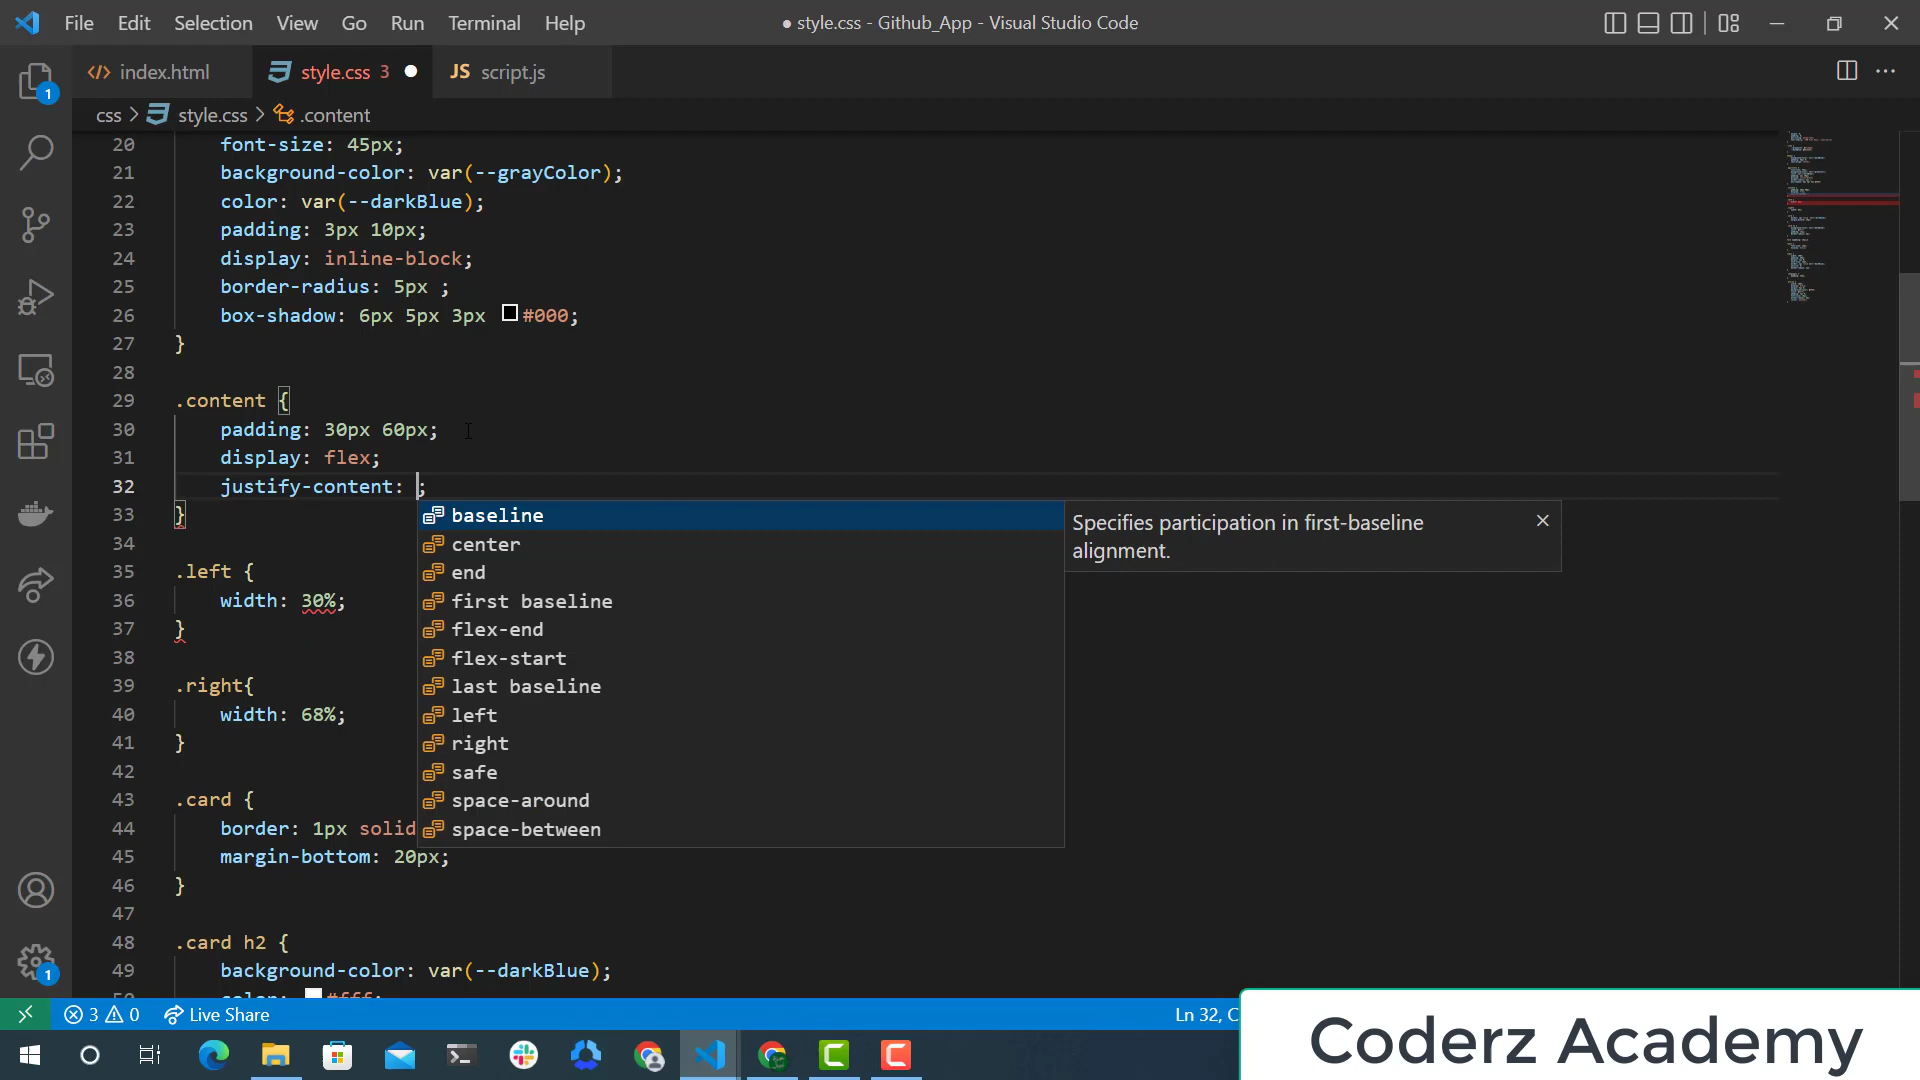 File Edit Selection View Go Run Terminal Help
● style.css - Github_App - Visual Studio Code
index.html
style.css 3 ●
JS script.js
css > style.css > .content
20 font-size: 45px;
21 background-color: var(--grayColor);
22 color: var(--darkBlue);
23 padding: 3px 10px;
24 display: inline-block;
25 border-radius: 5px ;
26 box-shadow: 6px 5px 3px #000;
27 }
28
29 .content {
30 padding: 30px 60px;
31 display: flex;
32 justify-content: ;
33 }
34
35 .left {
36 width: 30%;
37 }
38
39 .right{
40 width: 68%;
41 }
42
43 .card {
44 border: 1px solid
45 margin-bottom: 20px;
46 }
47
48 .card h2 {
49 background-color: var(--darkBlue);
baseline
center
end
first baseline
flex-end
flex-start
last baseline
left
right
safe
space-around
space-between
Specifies participation in first-baseline
alignment.
1
1
3 0 Live Share
Ln 32, C
Coderz Academy